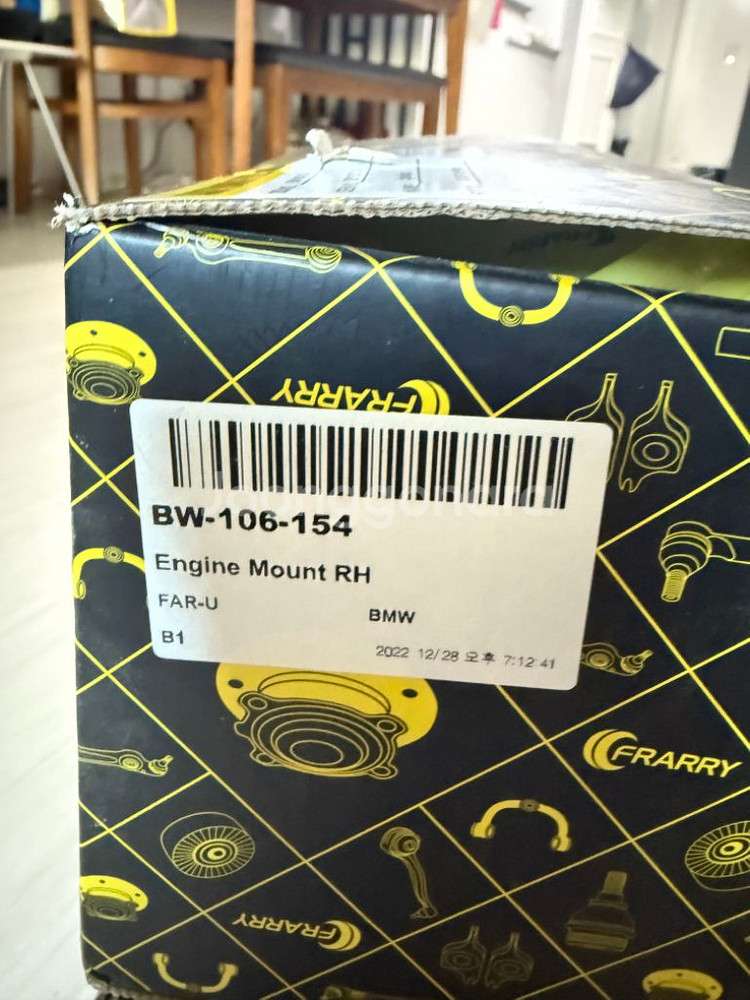 FRARRY
Joonggonara
BW-106-154
Engine Mount RH
FAR-U
BMW
B1
2022 12/28 오후 7:12:41
FRARRY
FRARRY